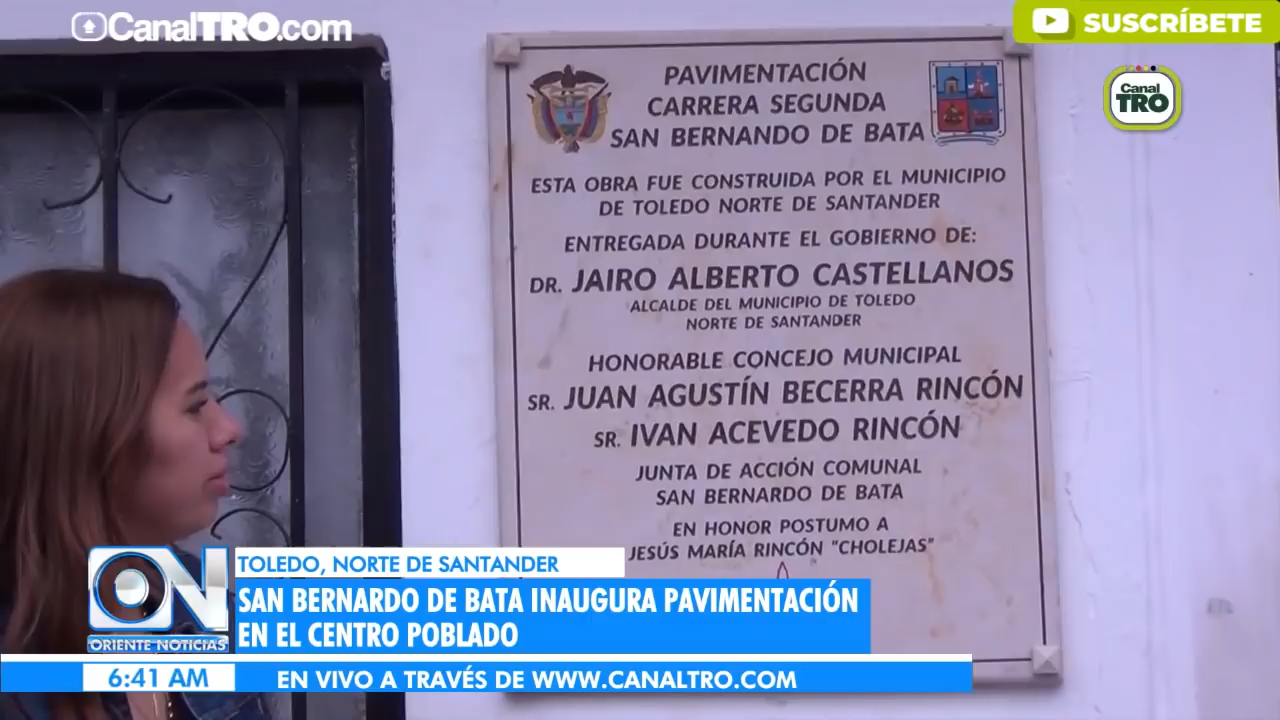 CanalTRO.com
SUSCRÍBETE
Canal
TRO
PAVIMENTACIÓN
CARRERA SEGUNDA
SAN BERNANDO DE BATA
ESTA OBRA FUE CONSTRUIDA POR EL MUNICIPIO
DE TOLEDO NORTE DE SANTANDER
ENTREGADA DURANTE EL GOBIERNO DE:
DR. JAIRO ALBERTO CASTELLANOS
ALCALDE DEL MUNICIPIO DE TOLEDO
NORTE DE SANTANDER
HONORABLE CONCEJO MUNICIPAL
SR. JUAN AGUSTÍN BECERRA RINCÓN
SR. IVAN ACEVEDO RINCÓN
JUNTA DE ACCIÓN COMUNAL
SAN BERNARDO DE BATA
EN HONOR POSTUMO A
JESÚS MARÍA RINCÓN "CHOLEJAS"
ON
ORIENTE NOTICIAS
TOLEDO, NORTE DE SANTANDER
SAN BERNARDO DE BATA INAUGURA PAVIMENTACIÓN
EN EL CENTRO POBLADO
6:41 AM
EN VIVO A TRAVÉS DE WWW.CANALTRO.COM